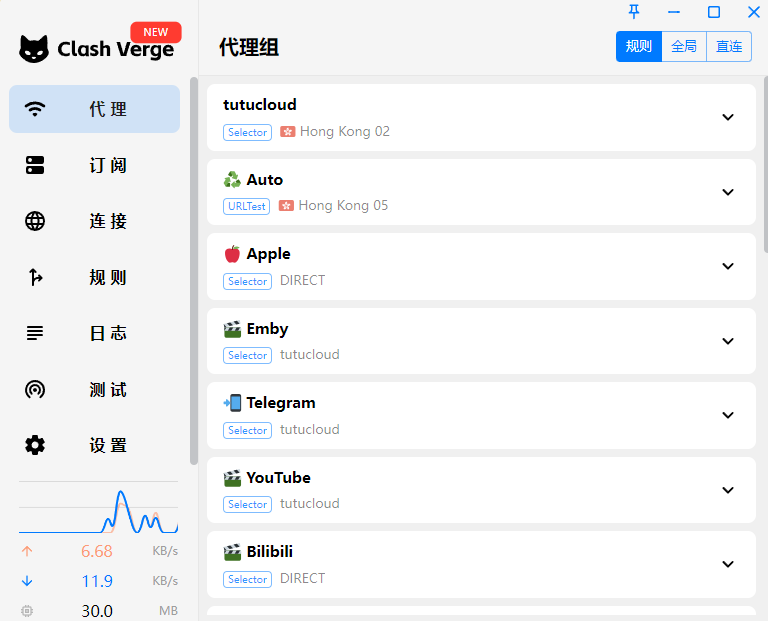 Clash Verge
NEW
代理
订阅
连接
规则
日志
测试
设置
6.68 KB/s
11.9 KB/s
30.0 MB
代理组
规则 全局 直连
tutucloud
Selector Hong Kong 02
Auto
URLTest Hong Kong 05
Apple
Selector DIRECT
Emby
Selector tutucloud
Telegram
Selector tutucloud
YouTube
Selector tutucloud
Bilibili
Selector DIRECT